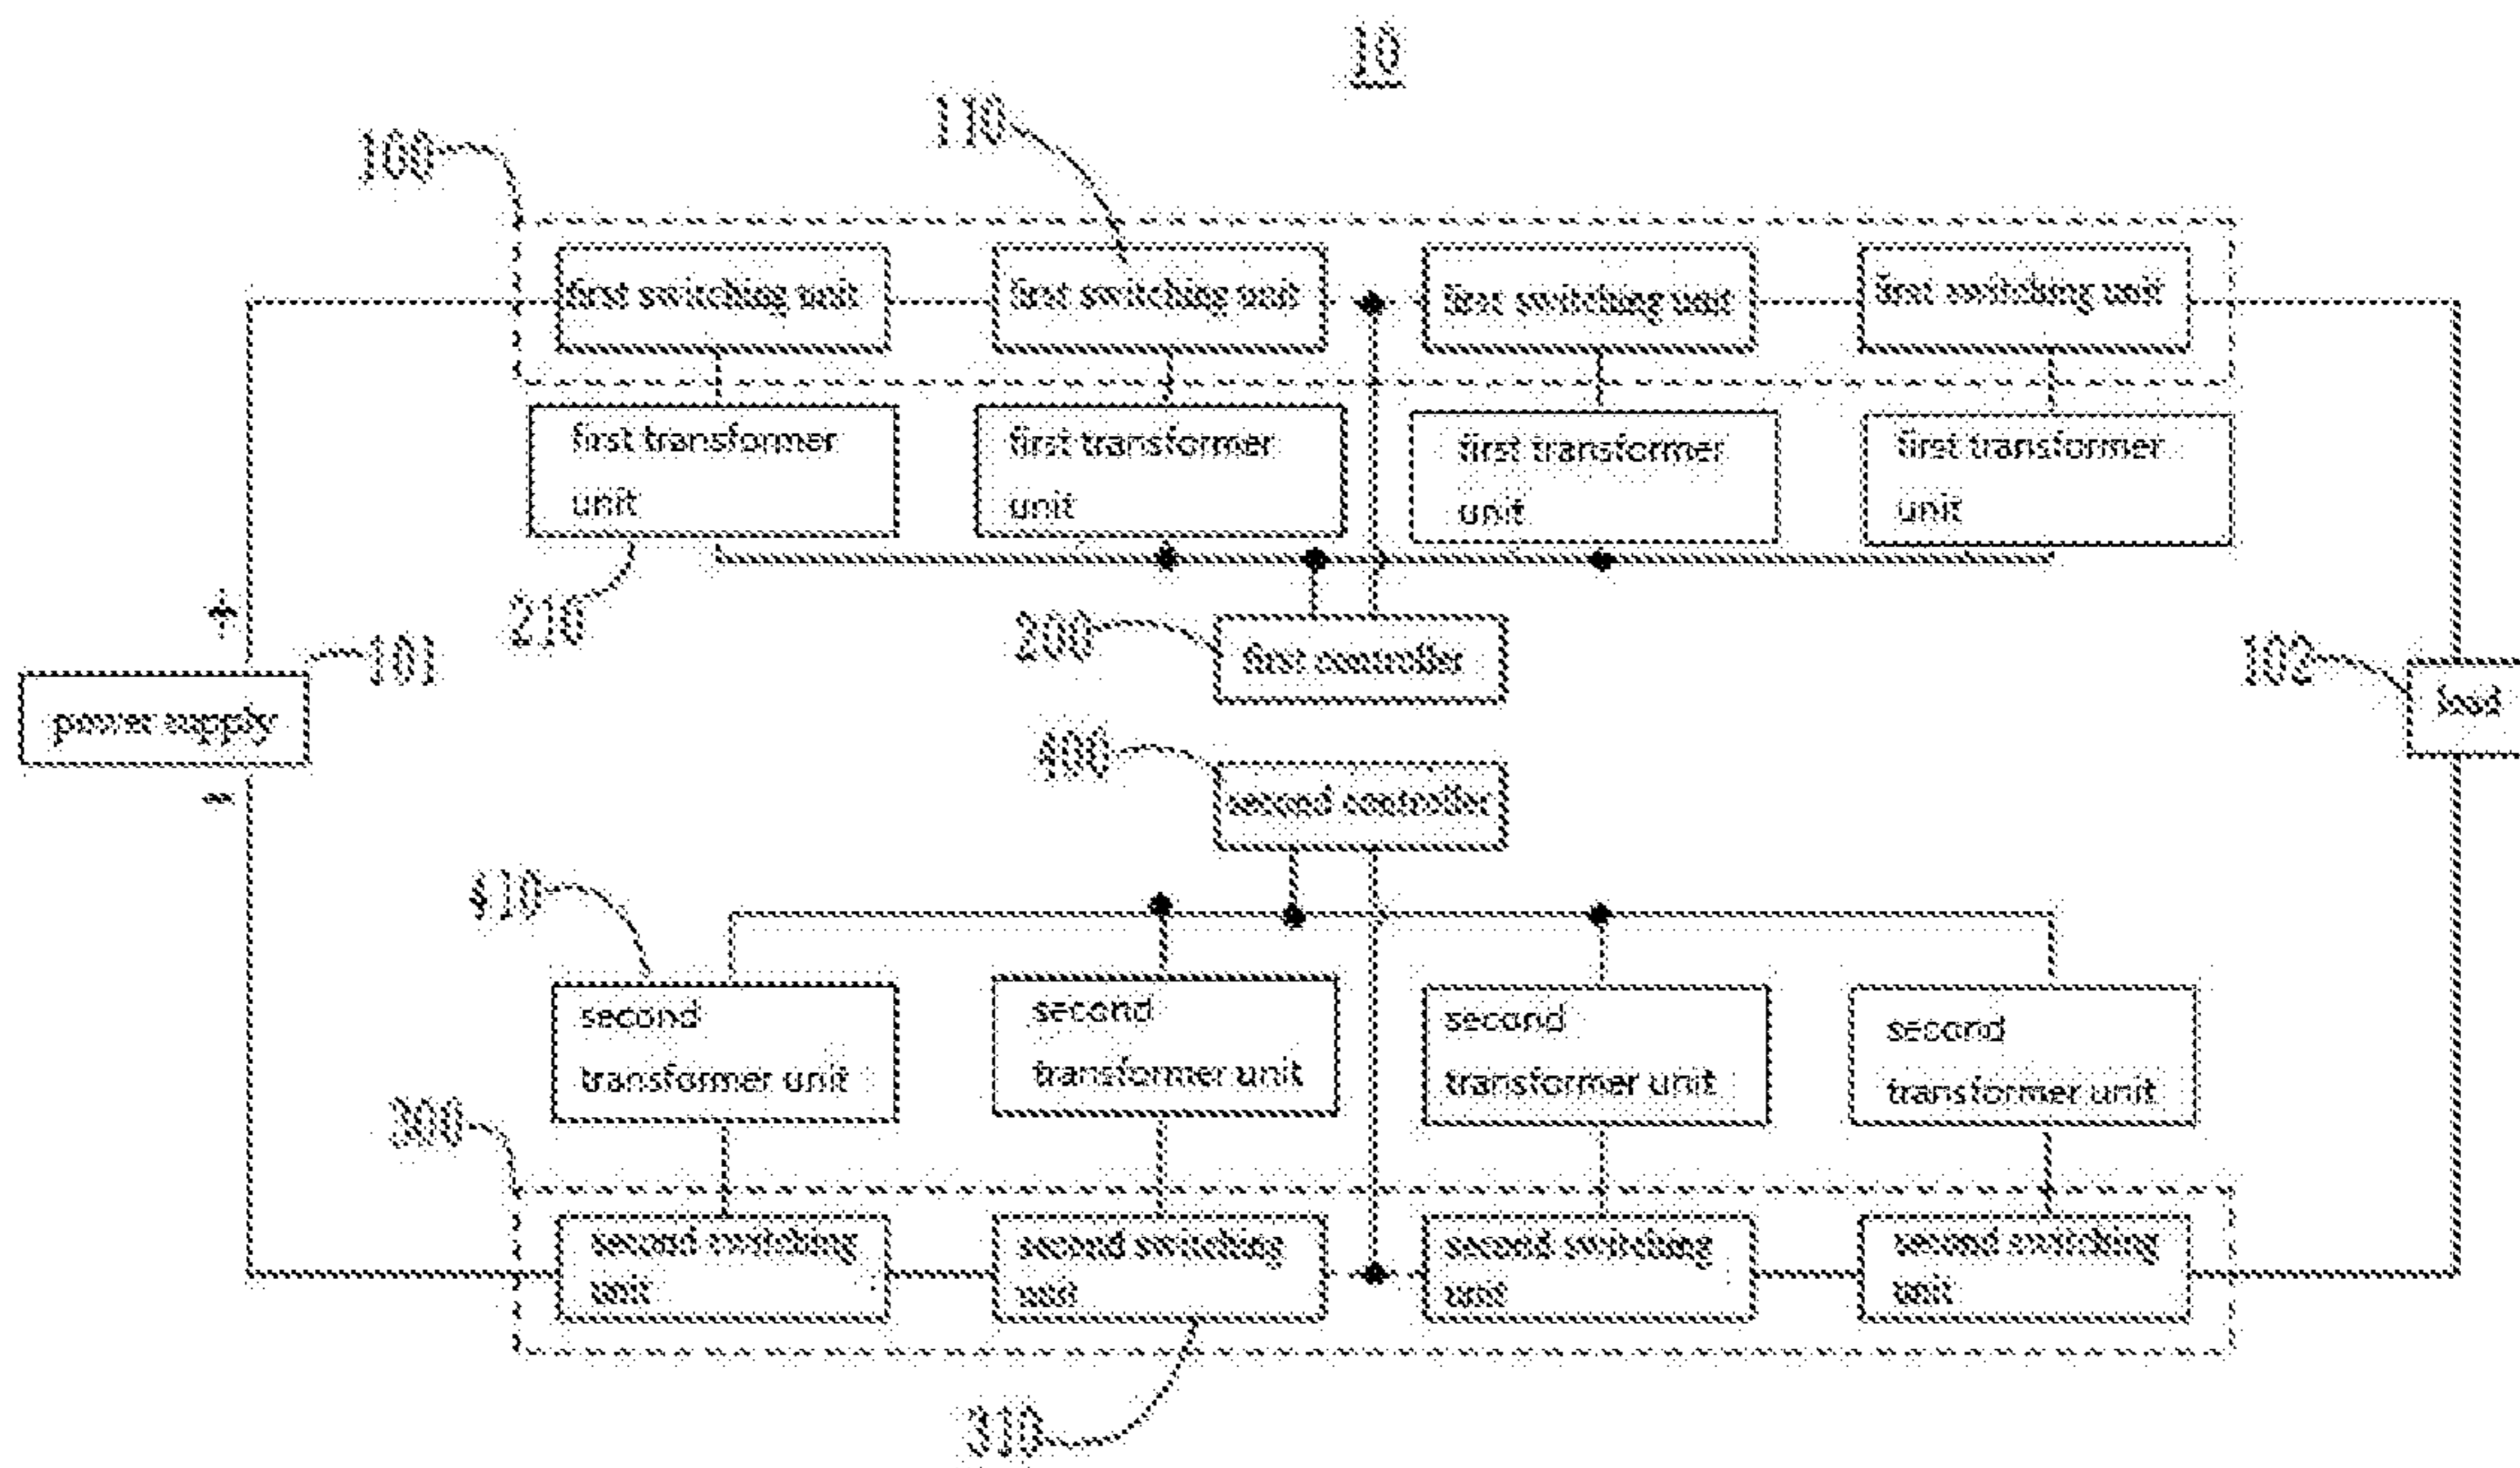 10
110
100
first switching unit
first switching unit
first switching unit
first switching unit
first transformer
unit
first transformer
unit
first transformer
unit
first transformer
unit
210
+
200
first controller
101
power supply
102
load
400
second controller
−
410
second
transformer unit
second
transformer unit
second
transformer unit
second
transformer unit
300
second switching
unit
second switching
unit
second switching
unit
second switching
unit
310